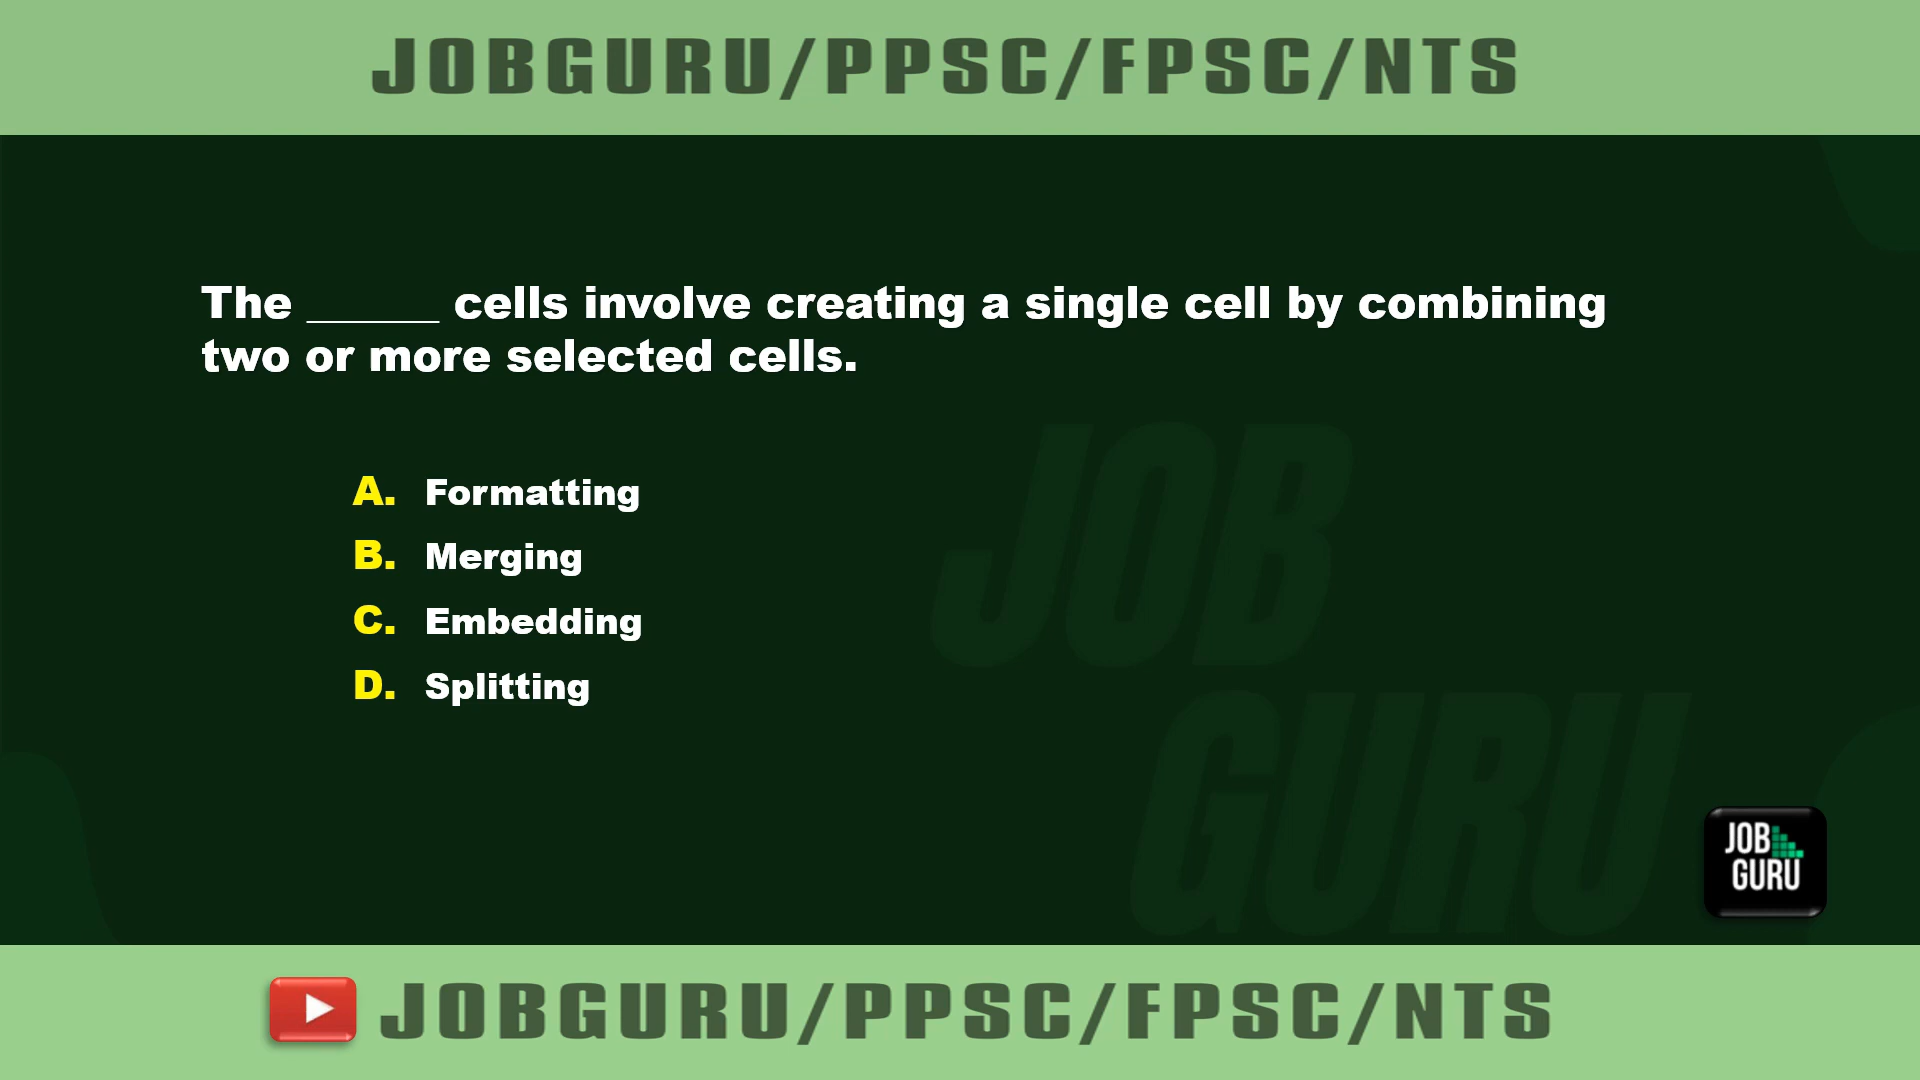 JOBGURU/PPSC/FPSC/NTS
The ______ cells involve creating a single cell by combining
two or more selected cells.
A. Formatting
B. Merging
C. Embedding
D. Splitting
JOB
GURU
JOB
GURU
JOBGURU/PPSC/FPSC/NTS